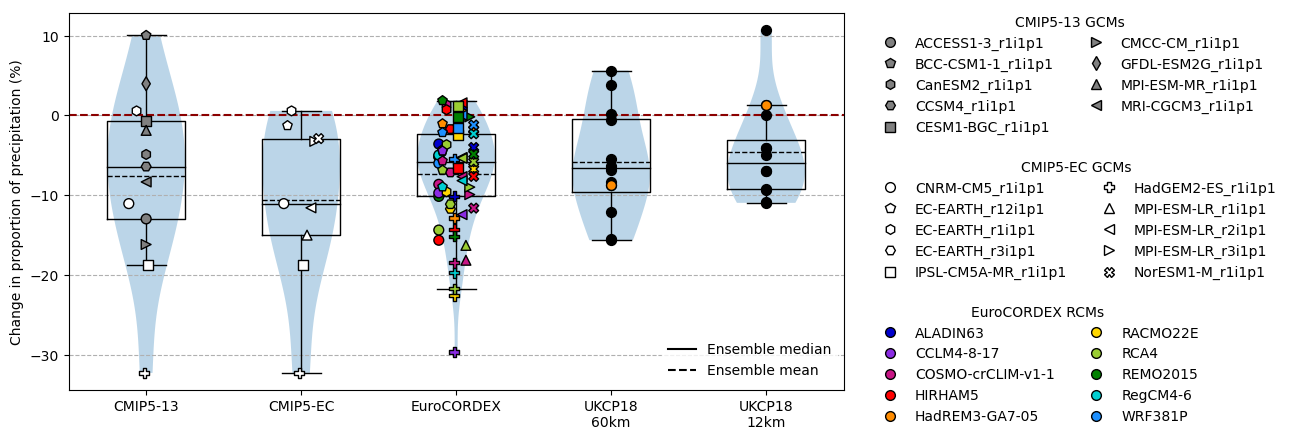 Change in proportion of precipitation (%)
10
0
−10
−20
−30
CMIP5-13
CMIP5-EC
EuroCORDEX
UKCP18
60km
UKCP18
12km
Ensemble median
Ensemble mean
CMIP5-13 GCMs
ACCESS1-3_r1i1p1
BCC-CSM1-1_r1i1p1
CanESM2_r1i1p1
CCSM4_r1i1p1
CESM1-BGC_r1i1p1
CMCC-CM_r1i1p1
GFDL-ESM2G_r1i1p1
MPI-ESM-MR_r1i1p1
MRI-CGCM3_r1i1p1
CMIP5-EC GCMs
CNRM-CM5_r1i1p1
EC-EARTH_r12i1p1
EC-EARTH_r1i1p1
EC-EARTH_r3i1p1
IPSL-CM5A-MR_r1i1p1
HadGEM2-ES_r1i1p1
MPI-ESM-LR_r1i1p1
MPI-ESM-LR_r2i1p1
MPI-ESM-LR_r3i1p1
NorESM1-M_r1i1p1
EuroCORDEX RCMs
ALADIN63
CCLM4-8-17
COSMO-crCLIM-v1-1
HIRHAM5
HadREM3-GA7-05
RACMO22E
RCA4
REMO2015
RegCM4-6
WRF381P